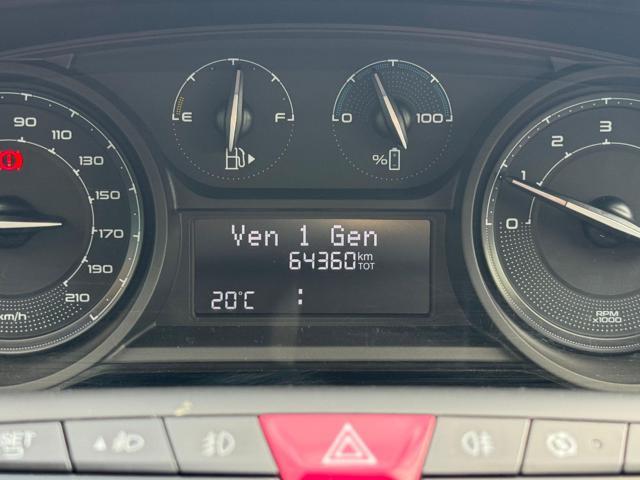 E F
0 100
%
90 110
130
150
170
190
210
km/h
Ven 1 Gen
64360 km
TOT
20°C :
0 1 2 3
RPM
x1000
SET